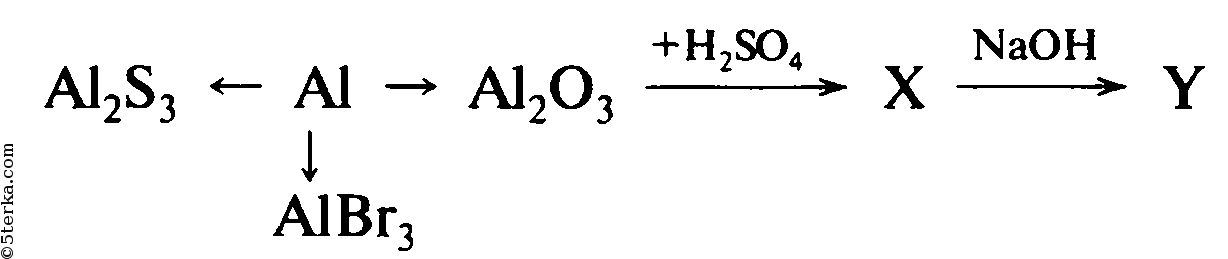 +H₂SO₄ NaOH
Al₂S₃ ← Al → Al₂O₃ ⟶ X ⟶ Y
↓
AlBr₃
©5terka.com